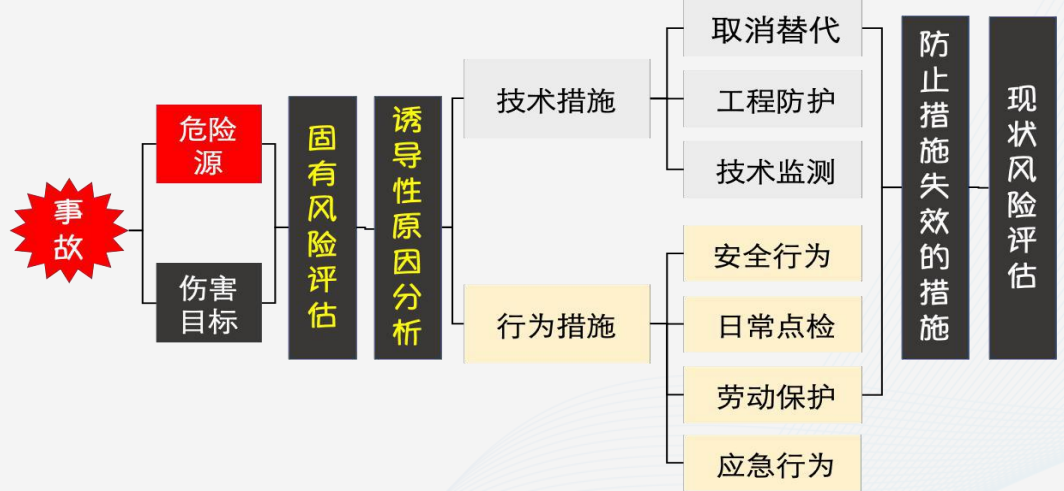 事
故
危险
源
伤害
目标
固有风险评估
诱导性原因分析
技术措施
行为措施
取消替代
工程防护
技术监测
安全行为
日常点检
劳动保护
应急行为
防止措施失效的措施
现状风险评估